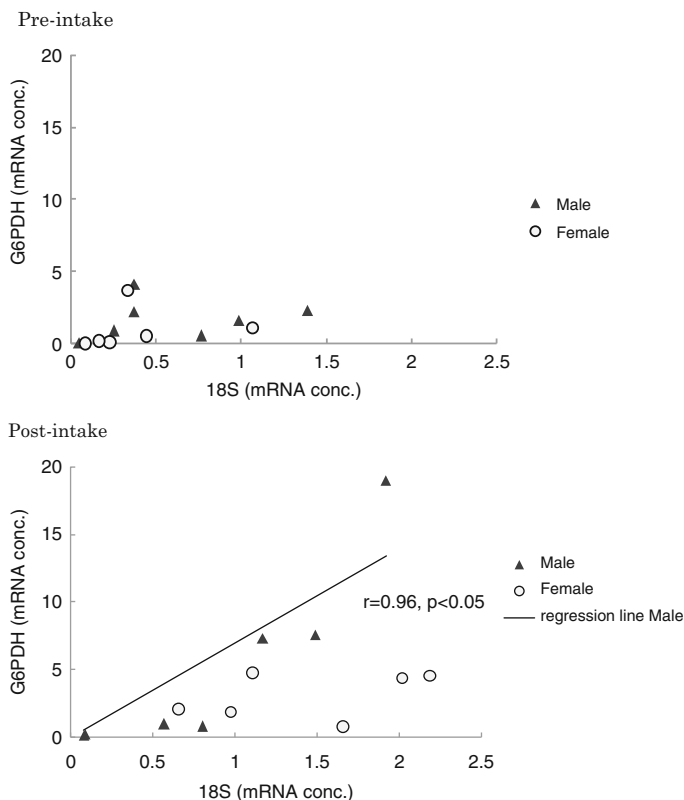 Pre-intake
20
15
10
5
0
0
0.5
1
1.5
2
2.5
G6PDH (mRNA conc.)
18S (mRNA conc.)
Male
Female
Post-intake
20
15
10
5
0
0
0.5
1
1.5
2
2.5
G6PDH (mRNA conc.)
18S (mRNA conc.)
r=0.96, p<0.05
Male
Female
regression line Male